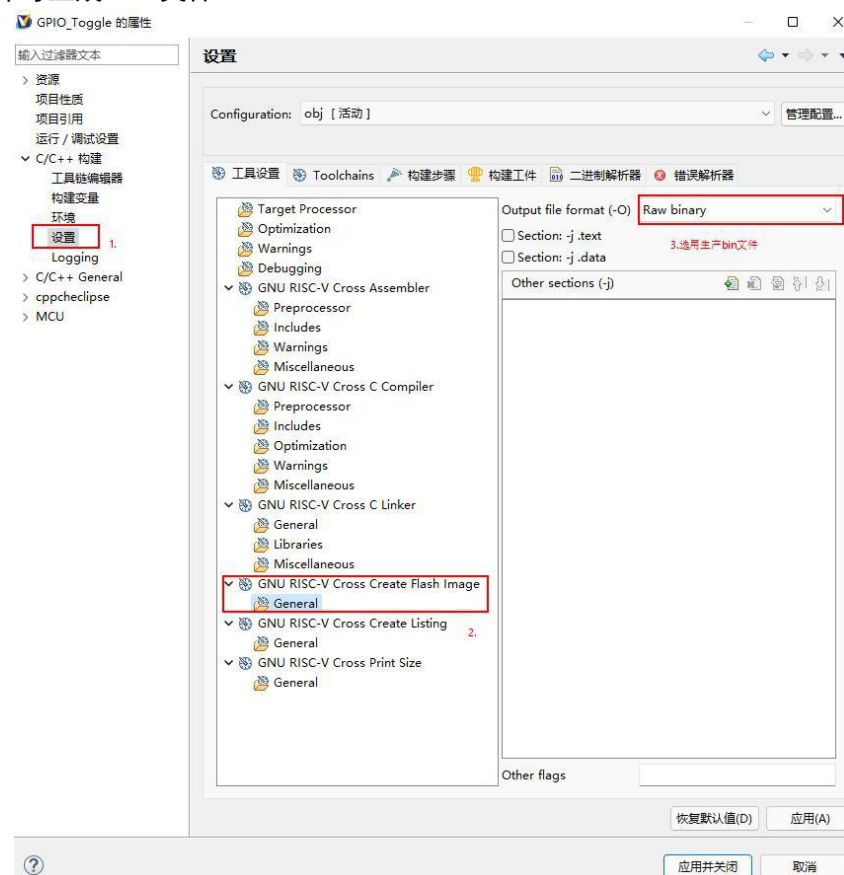 GPIO_Toggle 的属性
输入过滤器文本
设置
资源
项目性质
项目引用
运行 / 调试设置
C/C++ 构建
工具链编辑器
构建变量
环境
设置
1.
Logging
C/C++ General
cppcheclipse
MCU
Configuration: obj [ 活动 ]
管理配置...
工具设置 Toolchains 构建步骤 构建工件 二进制解析器 错误解析器
Target Processor
Optimization
Warnings
Debugging
GNU RISC-V Cross Assembler
Preprocessor
Includes
Warnings
Miscellaneous
GNU RISC-V Cross C Compiler
Preprocessor
Includes
Optimization
Warnings
Miscellaneous
GNU RISC-V Cross C Linker
General
Libraries
Miscellaneous
GNU RISC-V Cross Create Flash Image
General
2.
GNU RISC-V Cross Create Listing
General
GNU RISC-V Cross Print Size
General
Output file format (-O) Raw binary
Section: -j .text
3.选用生产bin文件
Section: -j .data
Other sections (-j)
Other flags
恢复默认值(D) 应用(A)
应用并关闭 取消